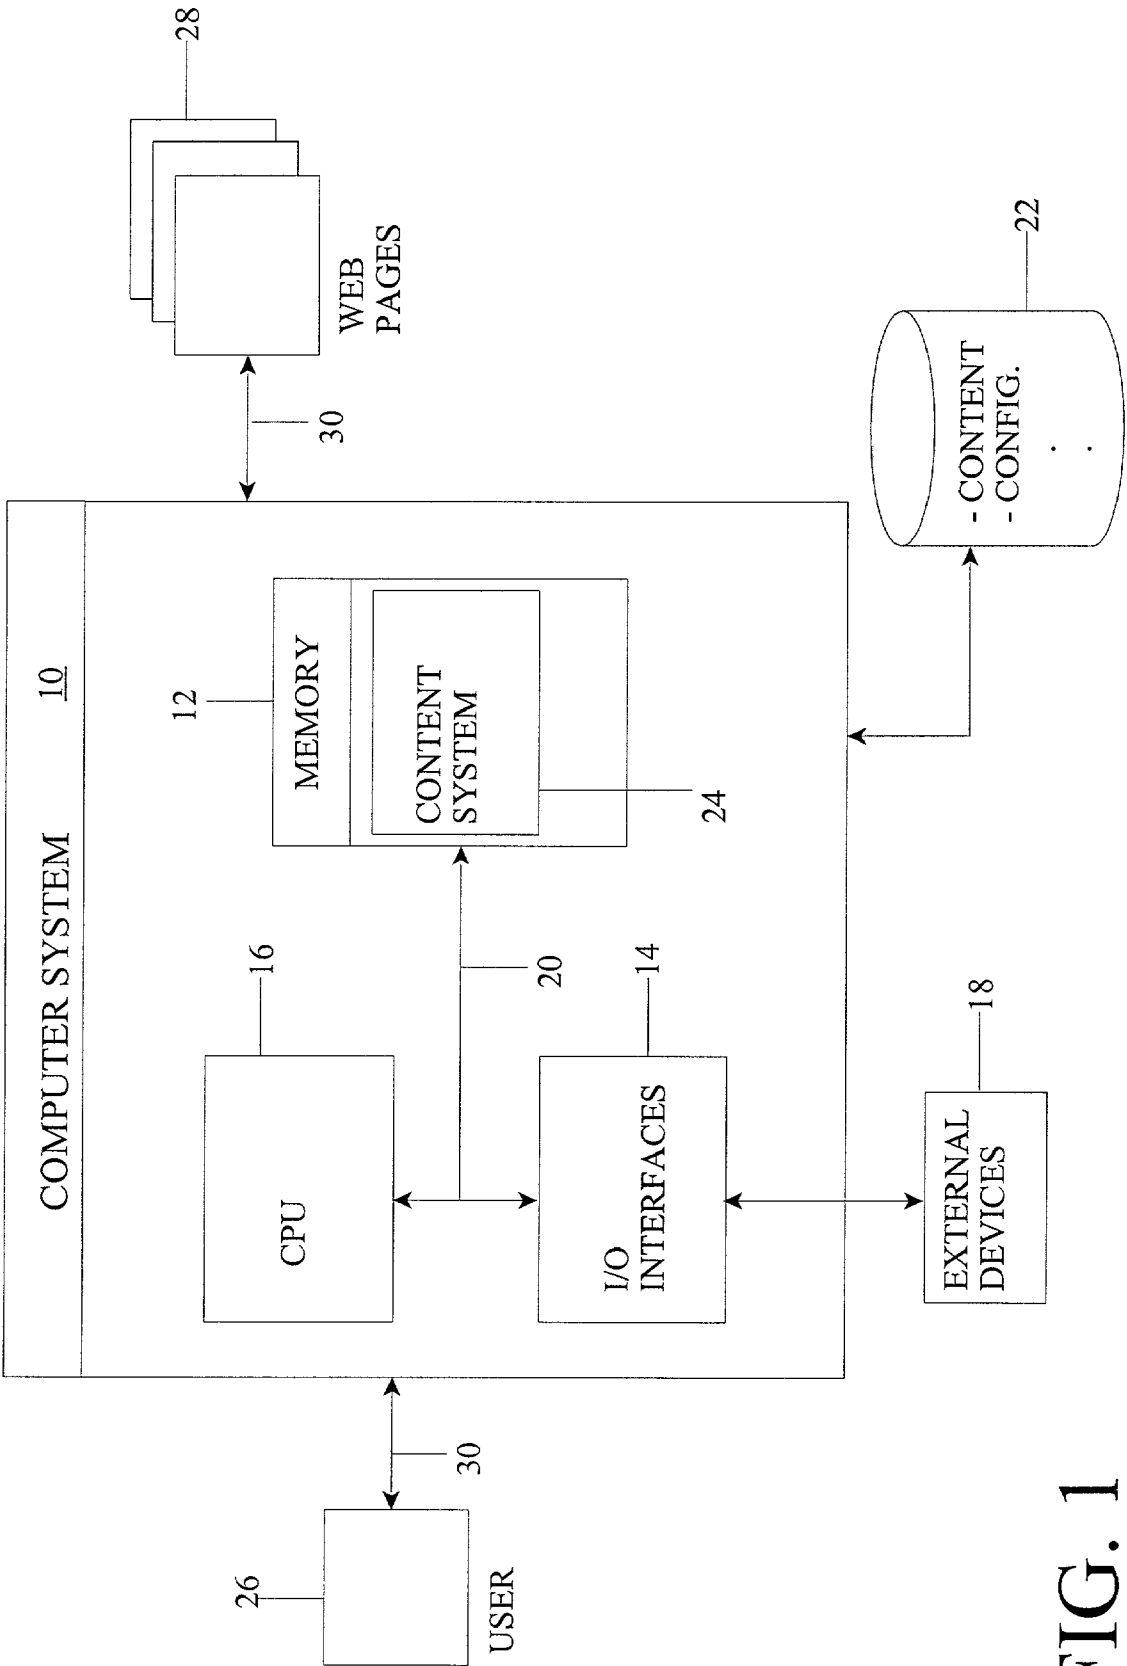 COMPUTER SYSTEM 10
12
MEMORY
CONTENT
SYSTEM
24
16
CPU
20
14
I/O
INTERFACES
26
USER
30
28
WEB
PAGES
30
18
EXTERNAL
DEVICES
22
- CONTENT
- CONFIG.
.
.
FIG. 1